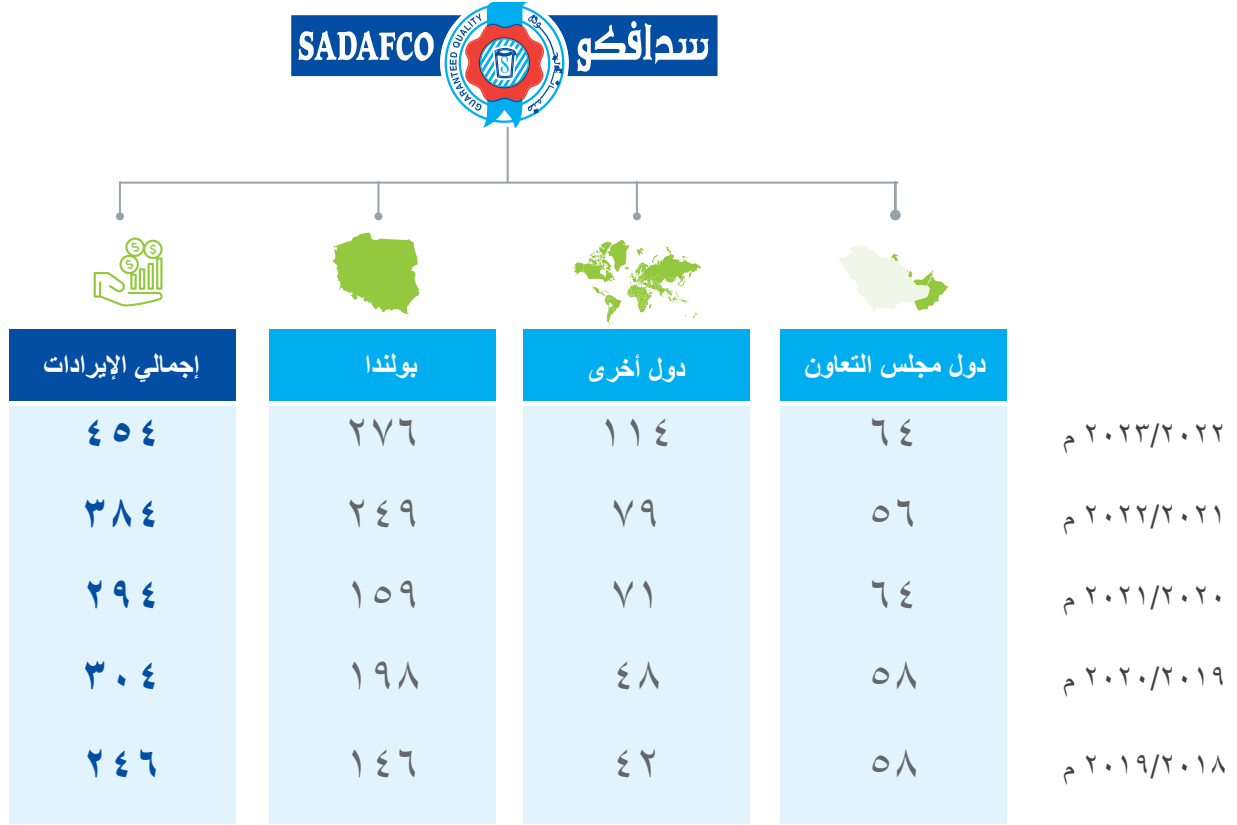 سدافكو
SADAFCO
GUARANTEED QUALITY
دول مجلس التعاون
دول أخرى
بولندا
إجمالي الإيرادات
٢٠٢٣/٢٠٢٢ م ٦٤ ١١٤ ٢٧٦ ٤٥٤
٢٠٢٢/٢٠٢١ م ٥٦ ٧٩ ٢٤٩ ٣٨٤
٢٠٢١/٢٠٢٠ م ٦٤ ٧١ ١٥٩ ٢٩٤
٢٠٢٠/٢٠١٩ م ٥٨ ٤٨ ١٩٨ ٣٠٤
٢٠١٩/٢٠١٨ م ٥٨ ٤٢ ١٤٦ ٢٤٦